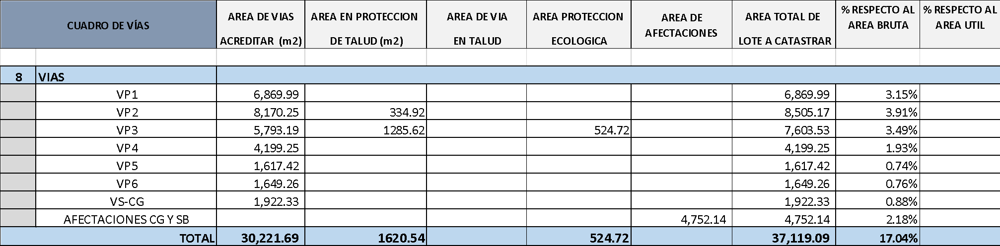 CUADRO DE VÍAS AREA DE VIAS ACREDITAR (m2) AREA EN PROTECCION DE TALUD (m2) AREA DE VIA EN TALUD AREA PROTECCION ECOLOGICA AREA DE AFECTACIONES AREA TOTAL DE LOTE A CATASTRAR % RESPECTO AL AREA BRUTA % RESPECTO AL AREA UTIL
8 VIAS
VP1 6,869.99 6,869.99 3.15%
VP2 8,170.25 334.92 8,505.17 3.91%
VP3 5,793.19 1285.62 524.72 7,603.53 3.49%
VP4 4,199.25 4,199.25 1.93%
VP5 1,617.42 1,617.42 0.74%
VP6 1,649.26 1,649.26 0.76%
VS-CG 1,922.33 1,922.33 0.88%
AFECTACIONES CG Y SB 4,752.14 4,752.14 2.18%
TOTAL 30,221.69 1620.54 524.72 37,119.09 17.04%